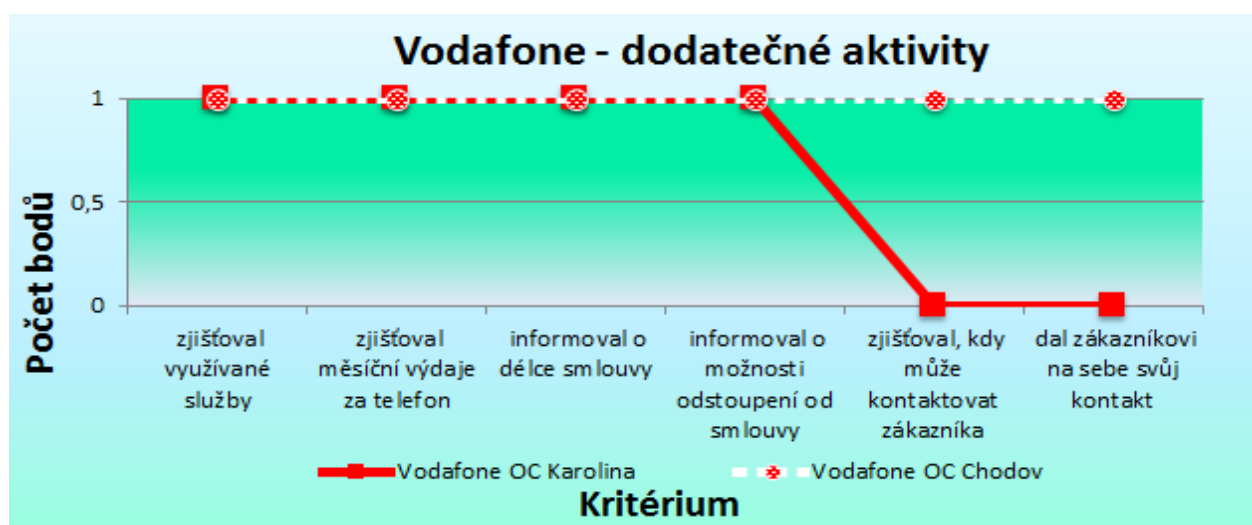 Vodafone - dodatečné aktivity
Počet bodů
1
0,5
0
zjišťoval
využívané
služby
zjišťoval
měsíční výdaje
za telefon
informoval o
délce smlouvy
informoval o
možnosti
odstoupení od
smlouvy
zjišťoval, kdy
může
kontaktovat
zákazníka
dal zákazníkovi
na sebe svůj
kontakt
Vodafone OC Karolina
Vodafone OC Chodov
Kritérium